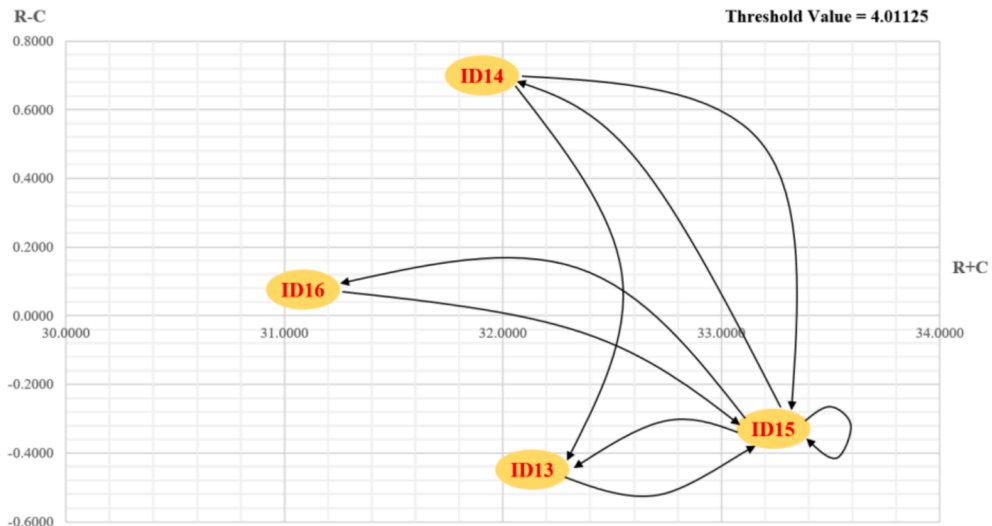 R-C
Threshold Value = 4.01125
0.8000
ID14
0.6000
0.4000
0.2000
R+C
ID16
0.0000
30.0000 31.0000 32.0000 33.0000 34.0000
-0.2000
ID15
-0.4000
ID13
-0.6000